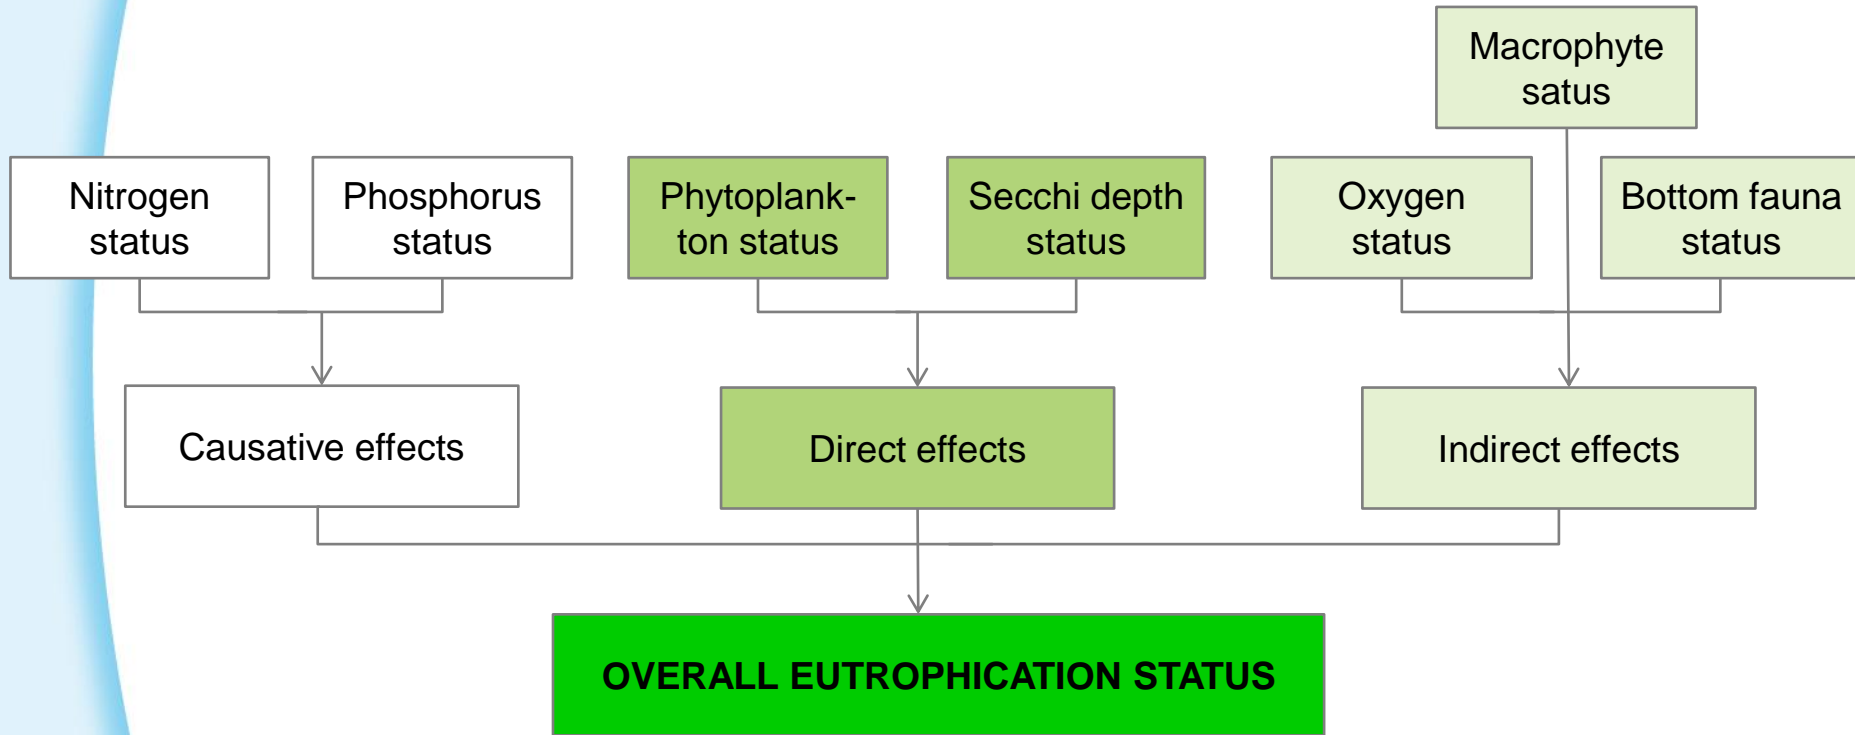 Macrophyte
satus
Nitrogen
status
Phosphorus
status
Phytoplank-
ton status
Secchi depth
status
Oxygen
status
Bottom fauna
status
Causative effects
Direct effects
Indirect effects
OVERALL EUTROPHICATION STATUS